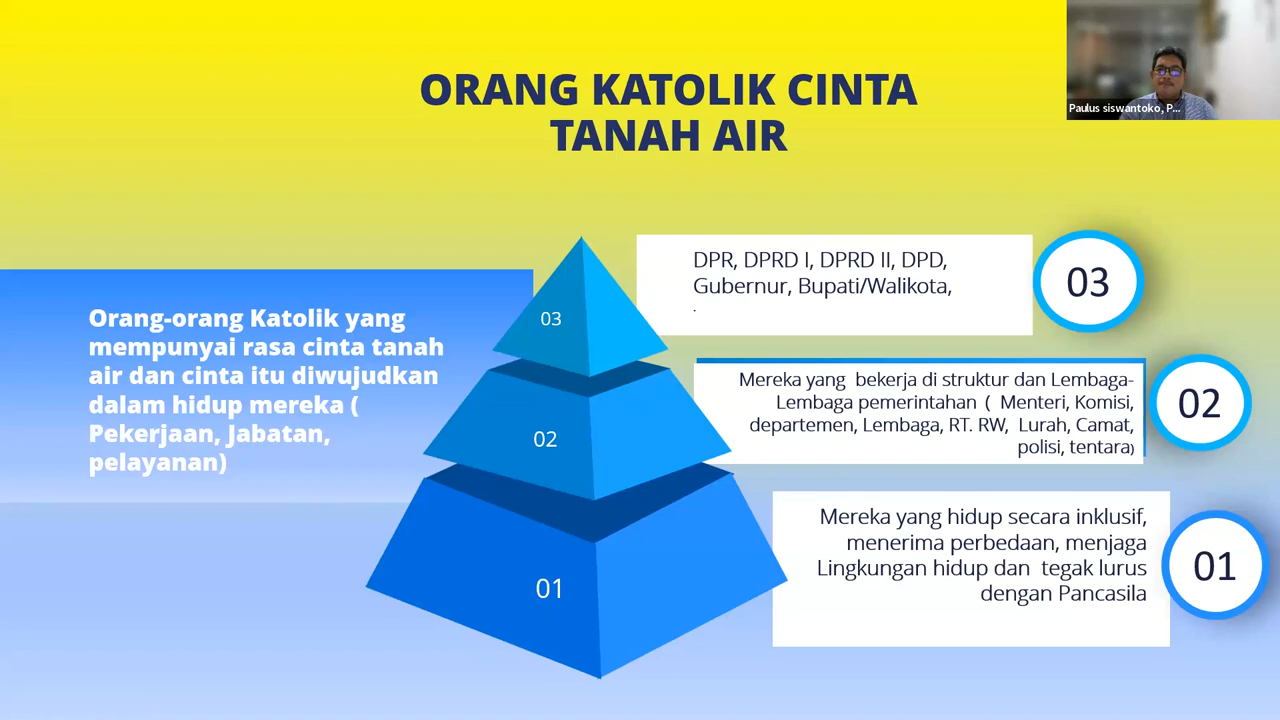 ORANG KATOLIK CINTA
TANAH AIR
Paulus siswantoko, P...
Orang-orang Katolik yang
mempunyai rasa cinta tanah
air dan cinta itu diwujudkan
dalam hidup mereka (
Pekerjaan, Jabatan,
pelayanan)
03
02
01
DPR, DPRD I, DPRD II, DPD,
Gubernur, Bupati/Walikota,
.
03
Mereka yang  bekerja di struktur dan Lembaga-
Lembaga pemerintahan (  Menteri, Komisi,
departemen, Lembaga, RT. RW,  Lurah, Camat,
polisi, tentara)
02
Mereka yang hidup secara inklusif,
menerima perbedaan, menjaga
Lingkungan hidup dan  tegak lurus
dengan Pancasila
01